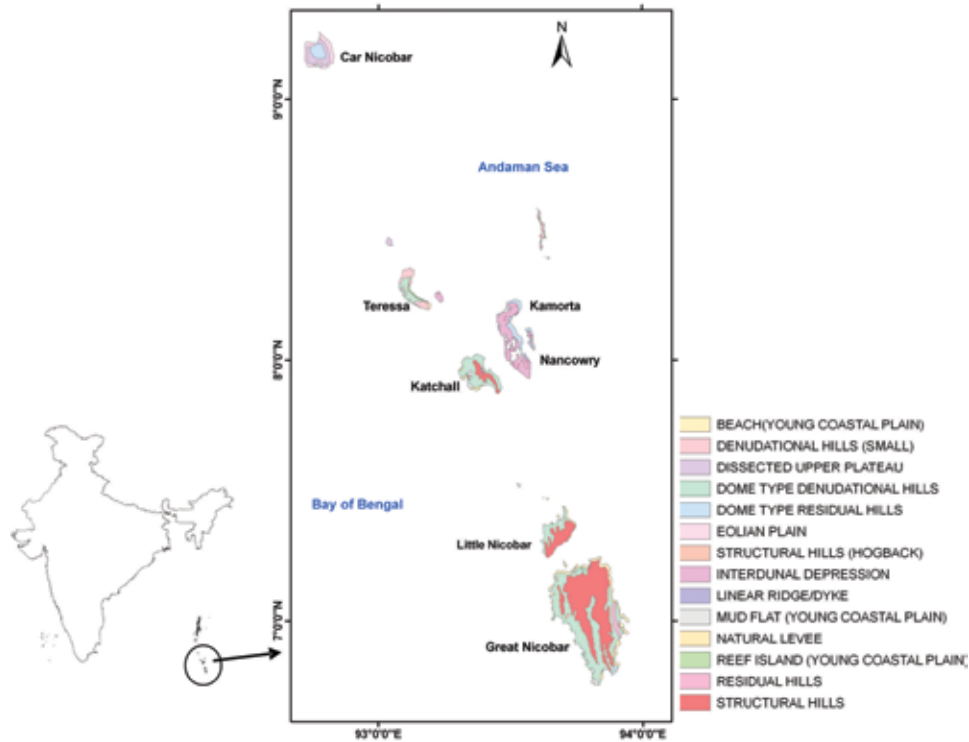 N
Car Nicobar
9°0'0"N
Andaman Sea
Teressa
Kamorta
Nancowry
8°0'0"N
Katchall
Bay of Bengal
Little Nicobar
7°0'0"N
Great Nicobar
93°0'0"E
94°0'0"E
BEACH(YOUNG COASTAL PLAIN)
DENUDATIONAL HILLS (SMALL)
DISSECTED UPPER PLATEAU
DOME TYPE DENUDATIONAL HILLS
DOME TYPE RESIDUAL HILLS
EOLIAN PLAIN
STRUCTURAL HILLS (HOGBACK)
INTERDUNAL DEPRESSION
LINEAR RIDGE/DYKE
MUD FLAT (YOUNG COASTAL PLAIN)
NATURAL LEVEE
REEF ISLAND (YOUNG COASTAL PLAIN)
RESIDUAL HILLS
STRUCTURAL HILLS